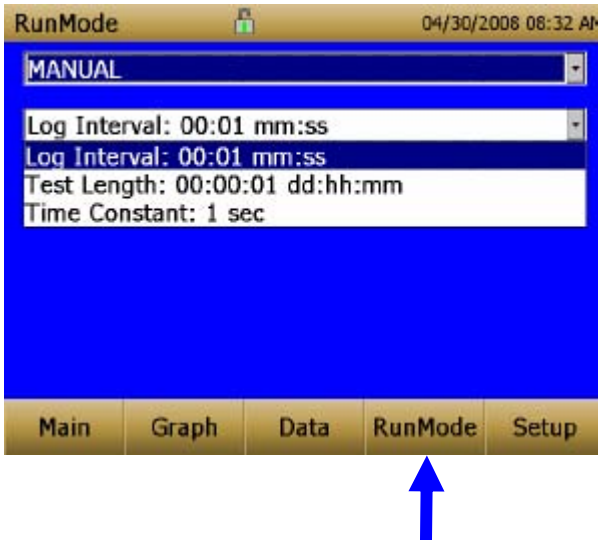 RunMode 04/30/2008 08:32 AM
MANUAL
Log Interval: 00:01 mm:ss
Log Interval: 00:01 mm:ss
Test Length: 00:00:01 dd:hh:mm
Time Constant: 1 sec
Main Graph Data RunMode Setup